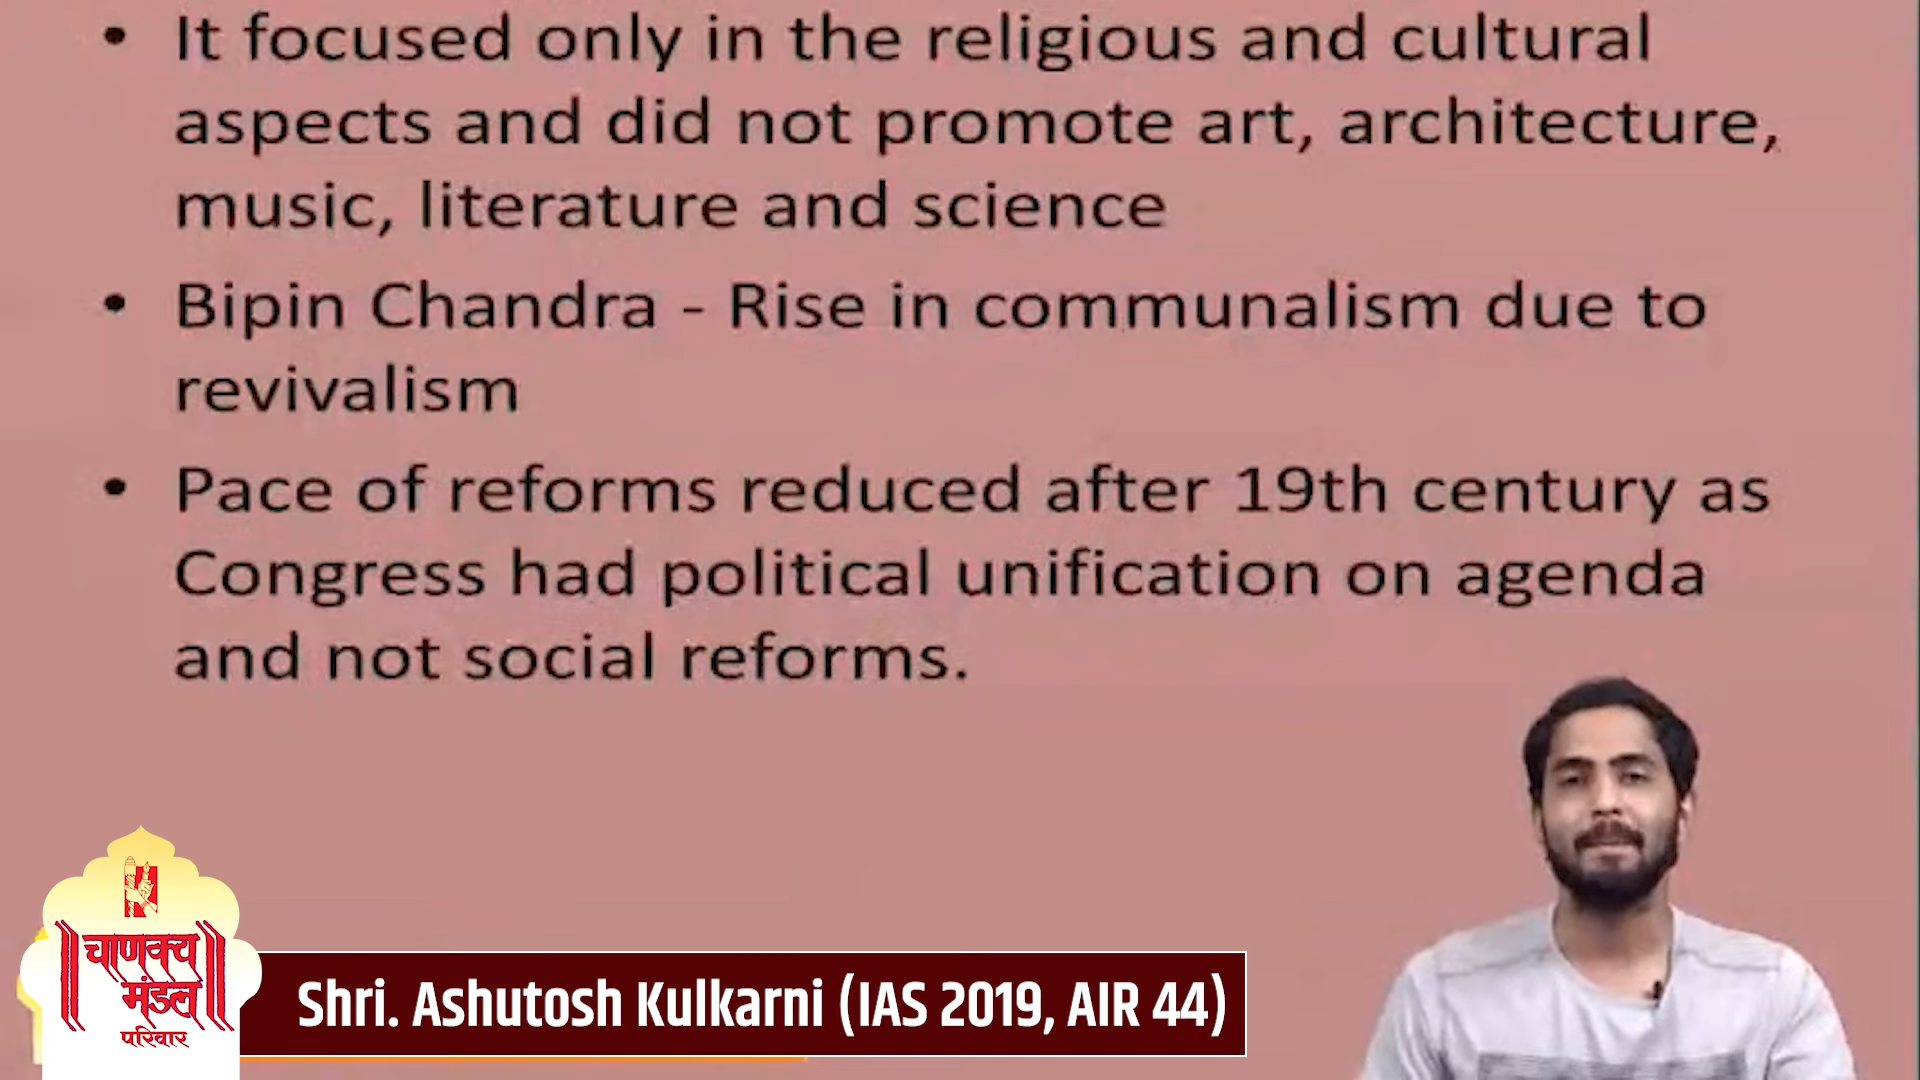 • It focused only in the religious and cultural
aspects and did not promote art, architecture,
music, literature and science
• Bipin Chandra - Rise in communalism due to
revivalism
• Pace of reforms reduced after 19th century as
Congress had political unification on agenda
and not social reforms.
चाणक्य
मंडल
परिवार
Shri. Ashutosh Kulkarni (IAS 2019, AIR 44)